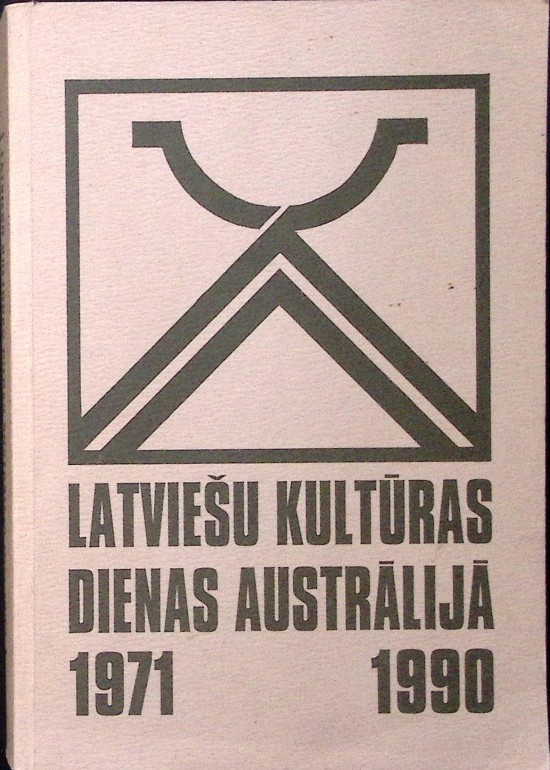 LATVIEŠU KULTŪRAS
DIENAS AUSTRĀLIJĀ
1971 1990